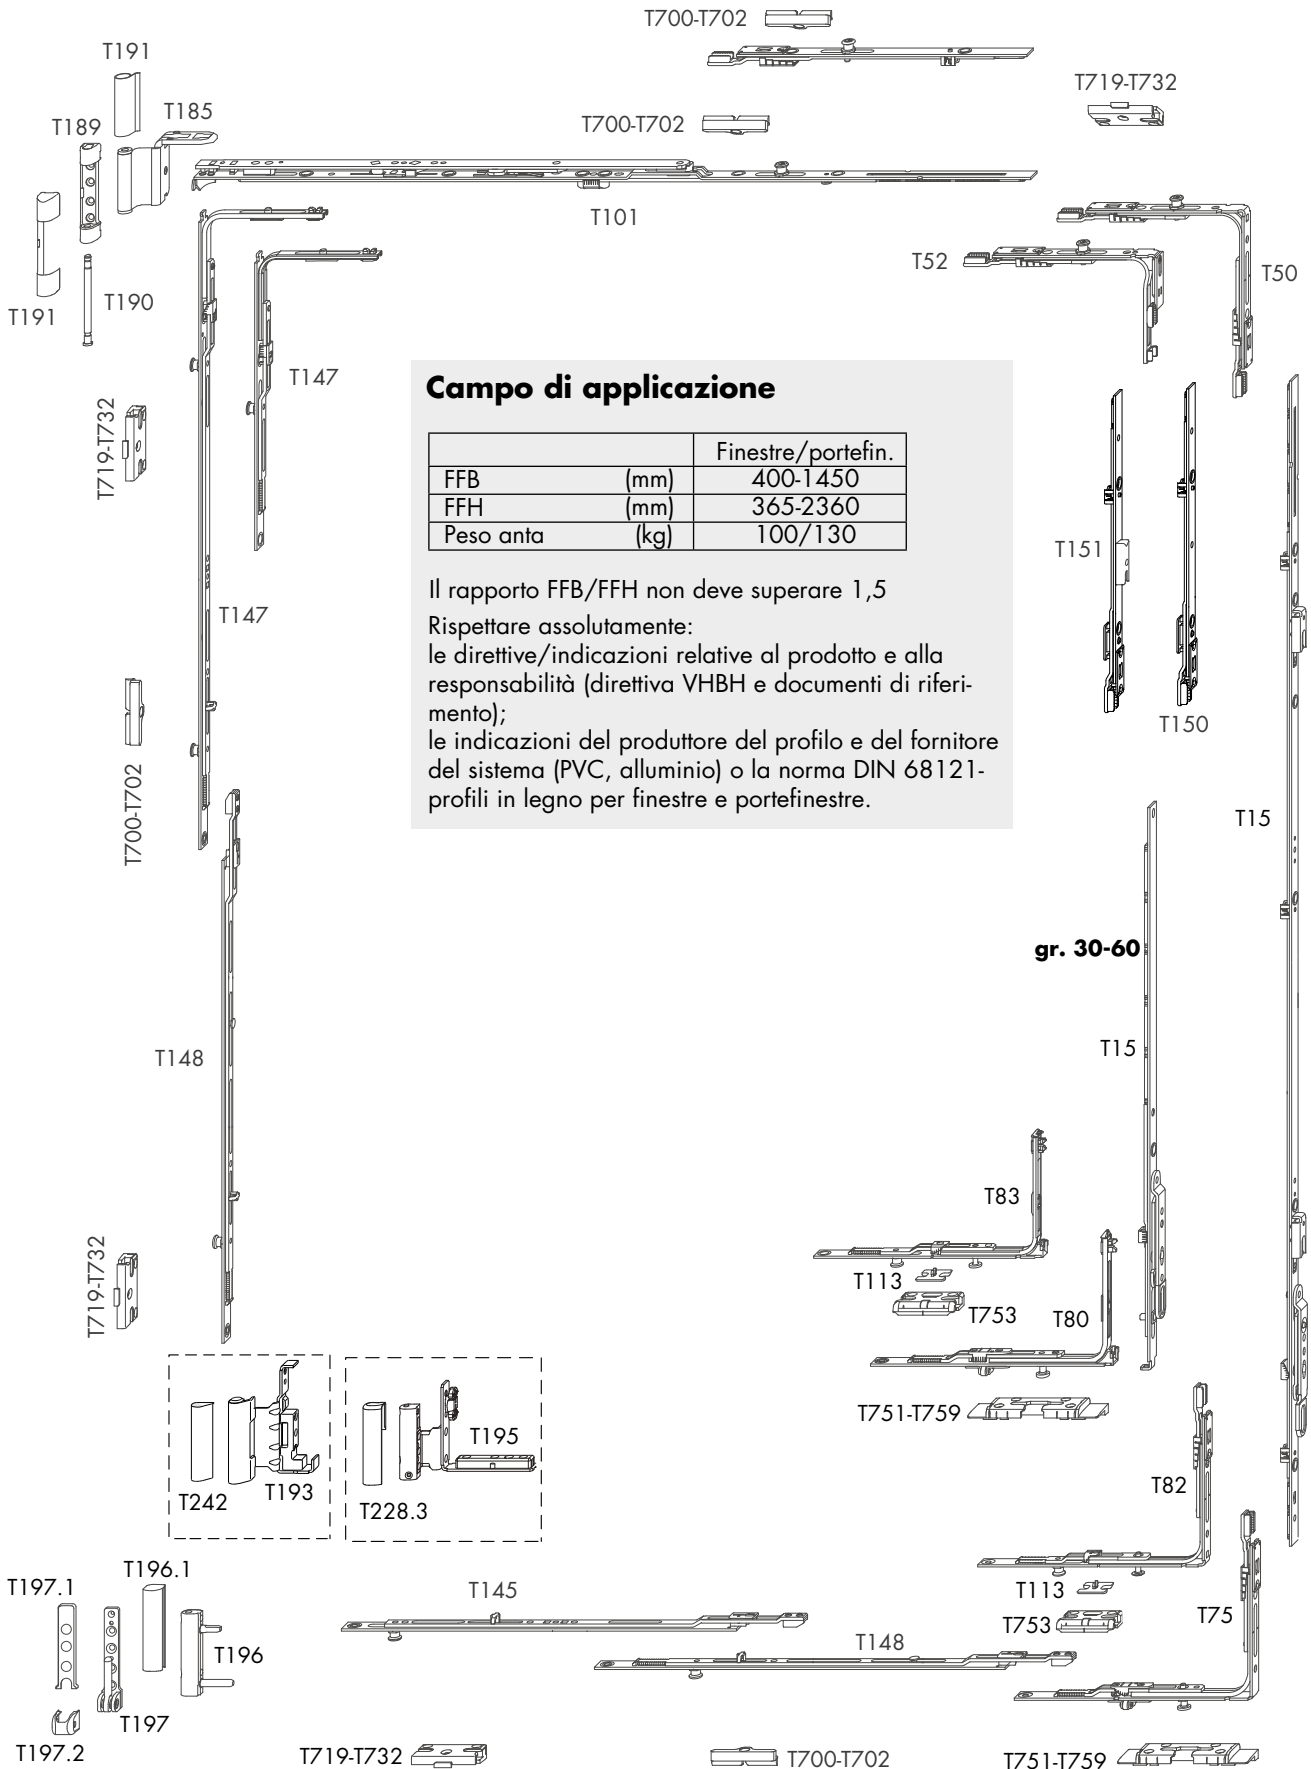 T700-T702
T191
T719-T732
T185
T700-T702
T189
T101
T52
T50
T190
T191
T147
T719-T732
Campo di applicazione
Finestre/portefin.
FFB (mm) 400-1450
FFH (mm) 365-2360
Peso anta (kg) 100/130
T151
Il rapporto FFB/FFH non deve superare 1,5
T147
Rispettare assolutamente:
le direttive/indicazioni relative al prodotto e alla
responsabilità (direttiva VHBH e documenti di riferi-
mento);
le indicazioni del produttore del profilo e del fornitore
del sistema (PVC, alluminio) o la norma DIN 68121-
profili in legno per finestre e portefinestre.
T150
T700-T702
T15
gr. 30-60
T148
T15
T83
T719-T732
T113
T753
T80
T751-T759
T195
T82
T242
T193
T228.3
T196.1
T197.1
T145
T113
T753
T75
T196
T148
T197
T197.2
T719-T732
T700-T702
T751-T759